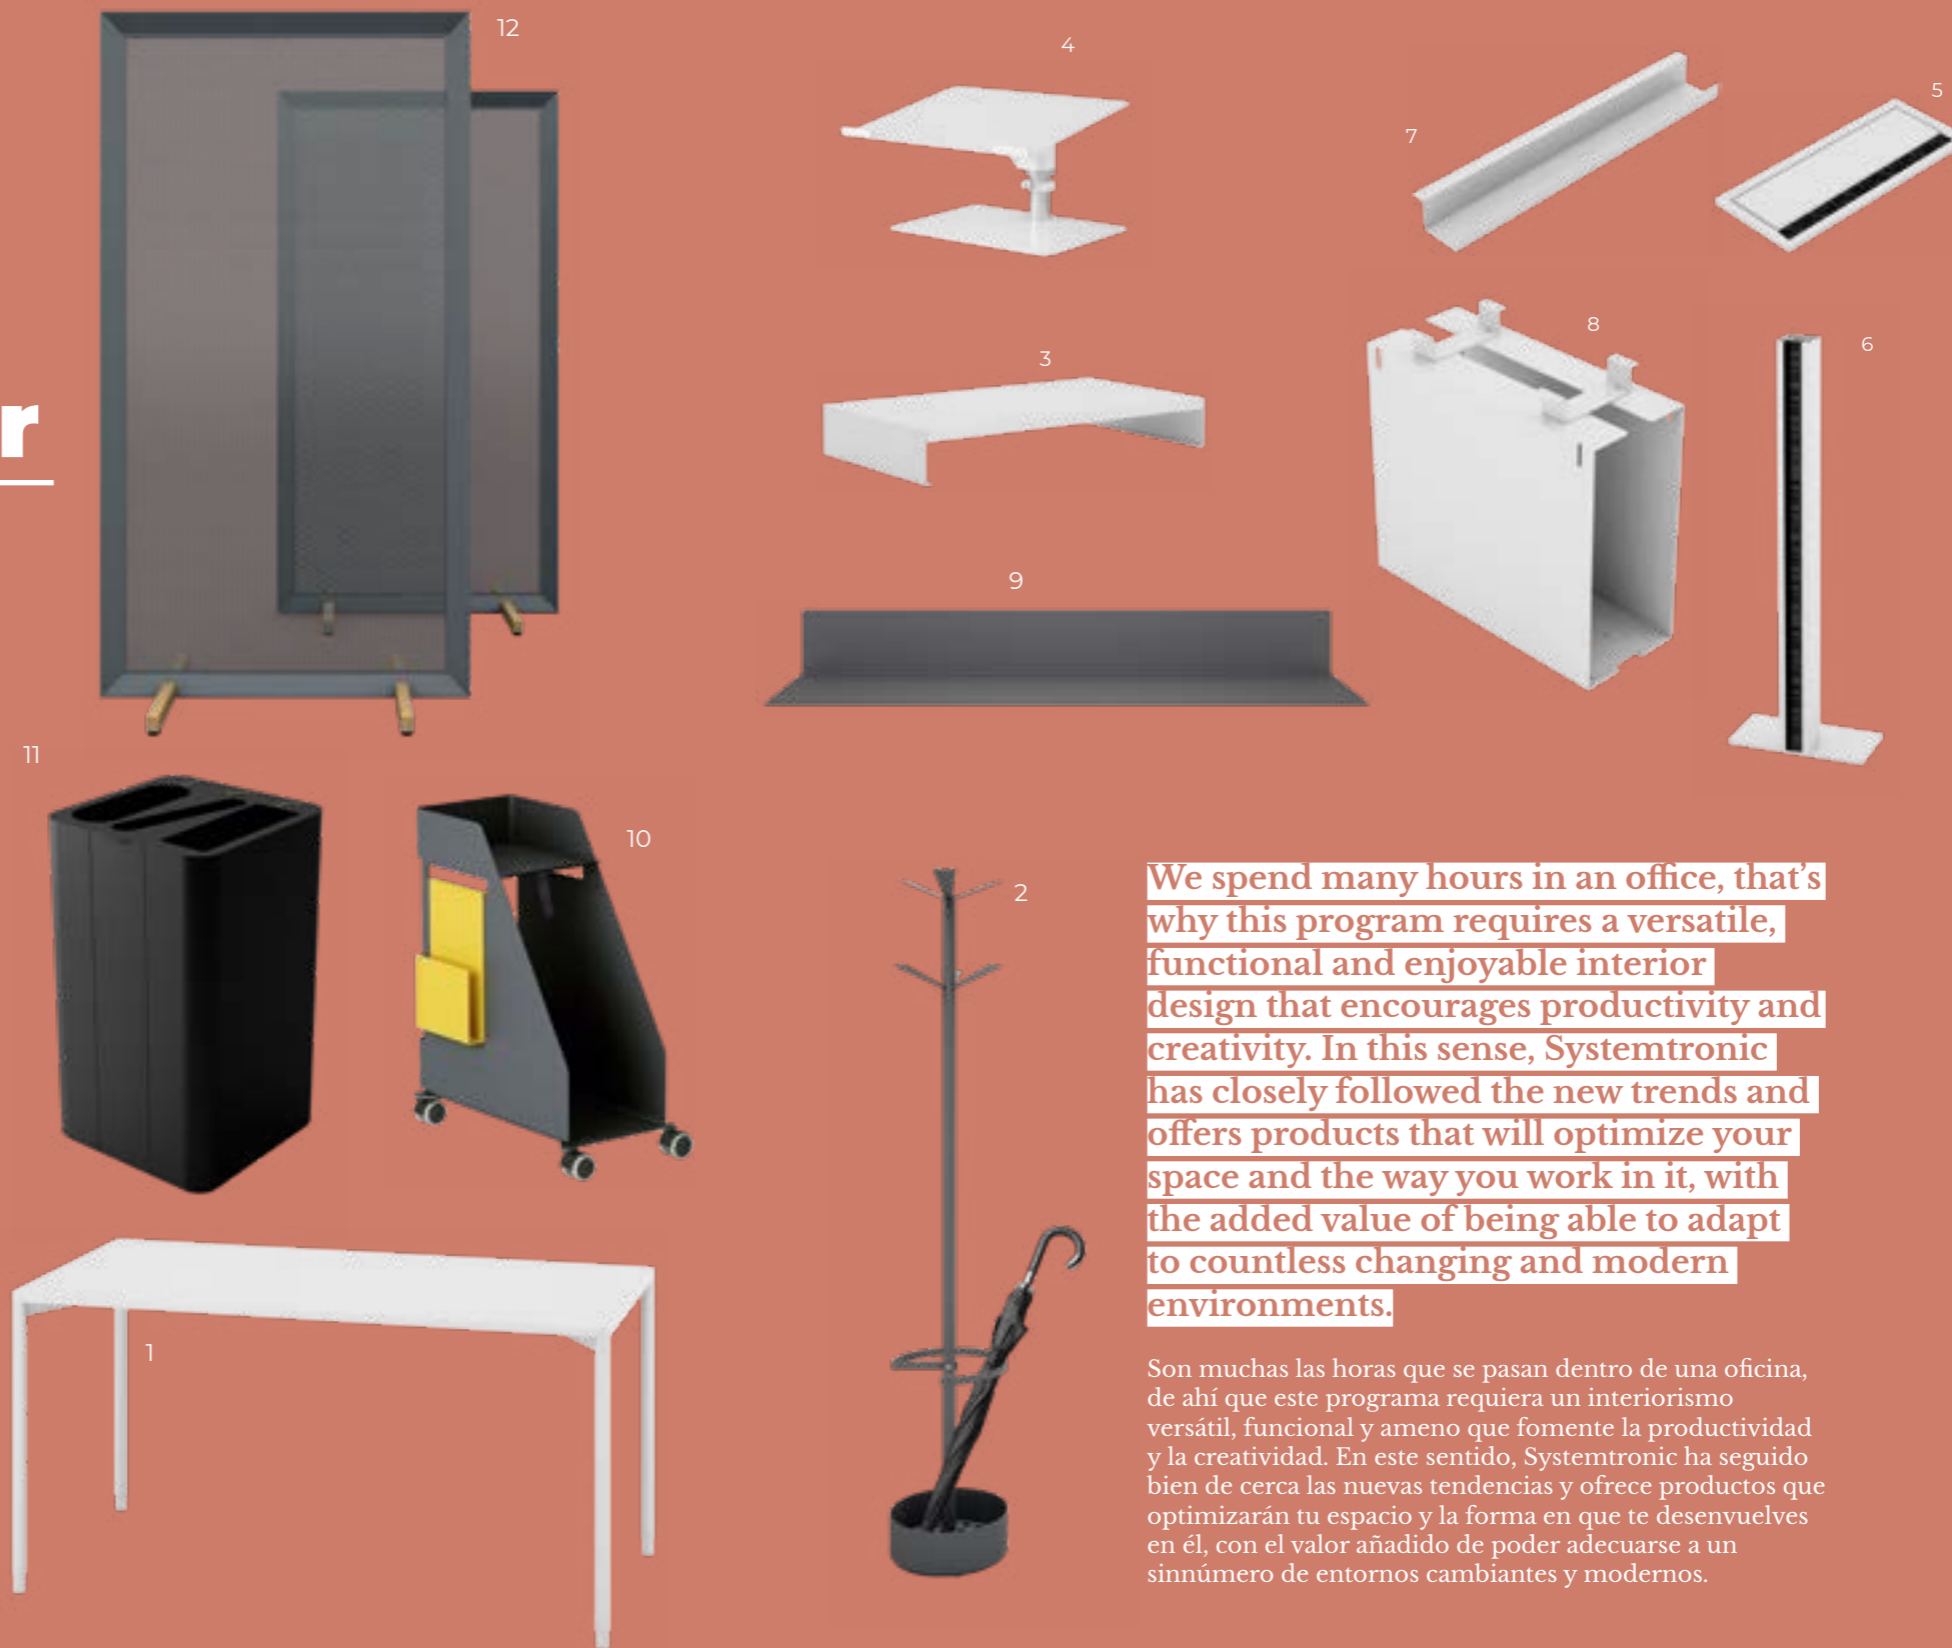 12
4
5
7
8
6
3
r
9
11
10
2
1
We spend many hours in an office, that’s
why this program requires a versatile,
functional and enjoyable interior
design that encourages productivity and
creativity. In this sense, Systemtronic
has closely followed the new trends and
offers products that will optimize your
space and the way you work in it, with
the added value of being able to adapt
to countless changing and modern
environments.
Son muchas las horas que se pasan dentro de una oficina,
de ahí que este programa requiera un interiorismo
versátil, funcional y ameno que fomente la productividad
y la creatividad. En este sentido, Systemtronic ha seguido
bien de cerca las nuevas tendencias y ofrece productos que
optimizarán tu espacio y la forma en que te desenvuelves
en él, con el valor añadido de poder adecuarse a un
sinnúmero de entornos cambiantes y modernos.